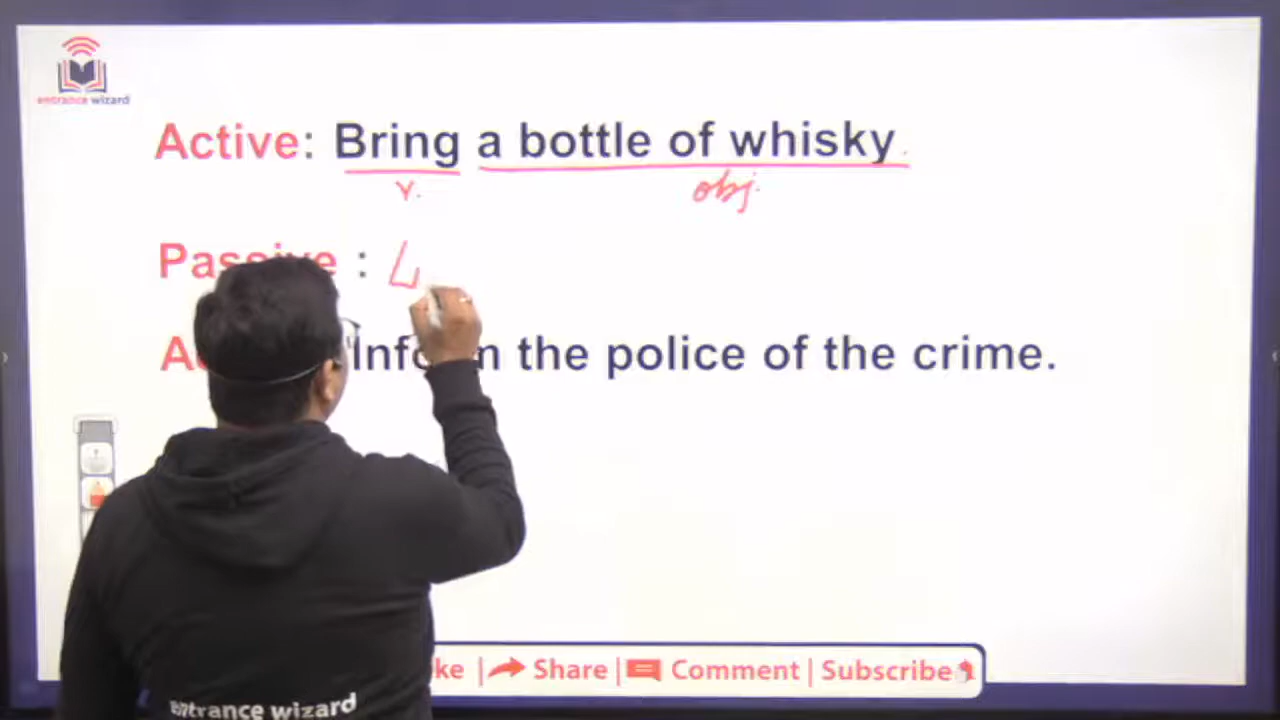 entrance wizard
Active: Bring a bottle of whisky.
v. obj.
Passive : L
Inform the police of the crime.
| Share | Comment | Subscribe
entrance wizard